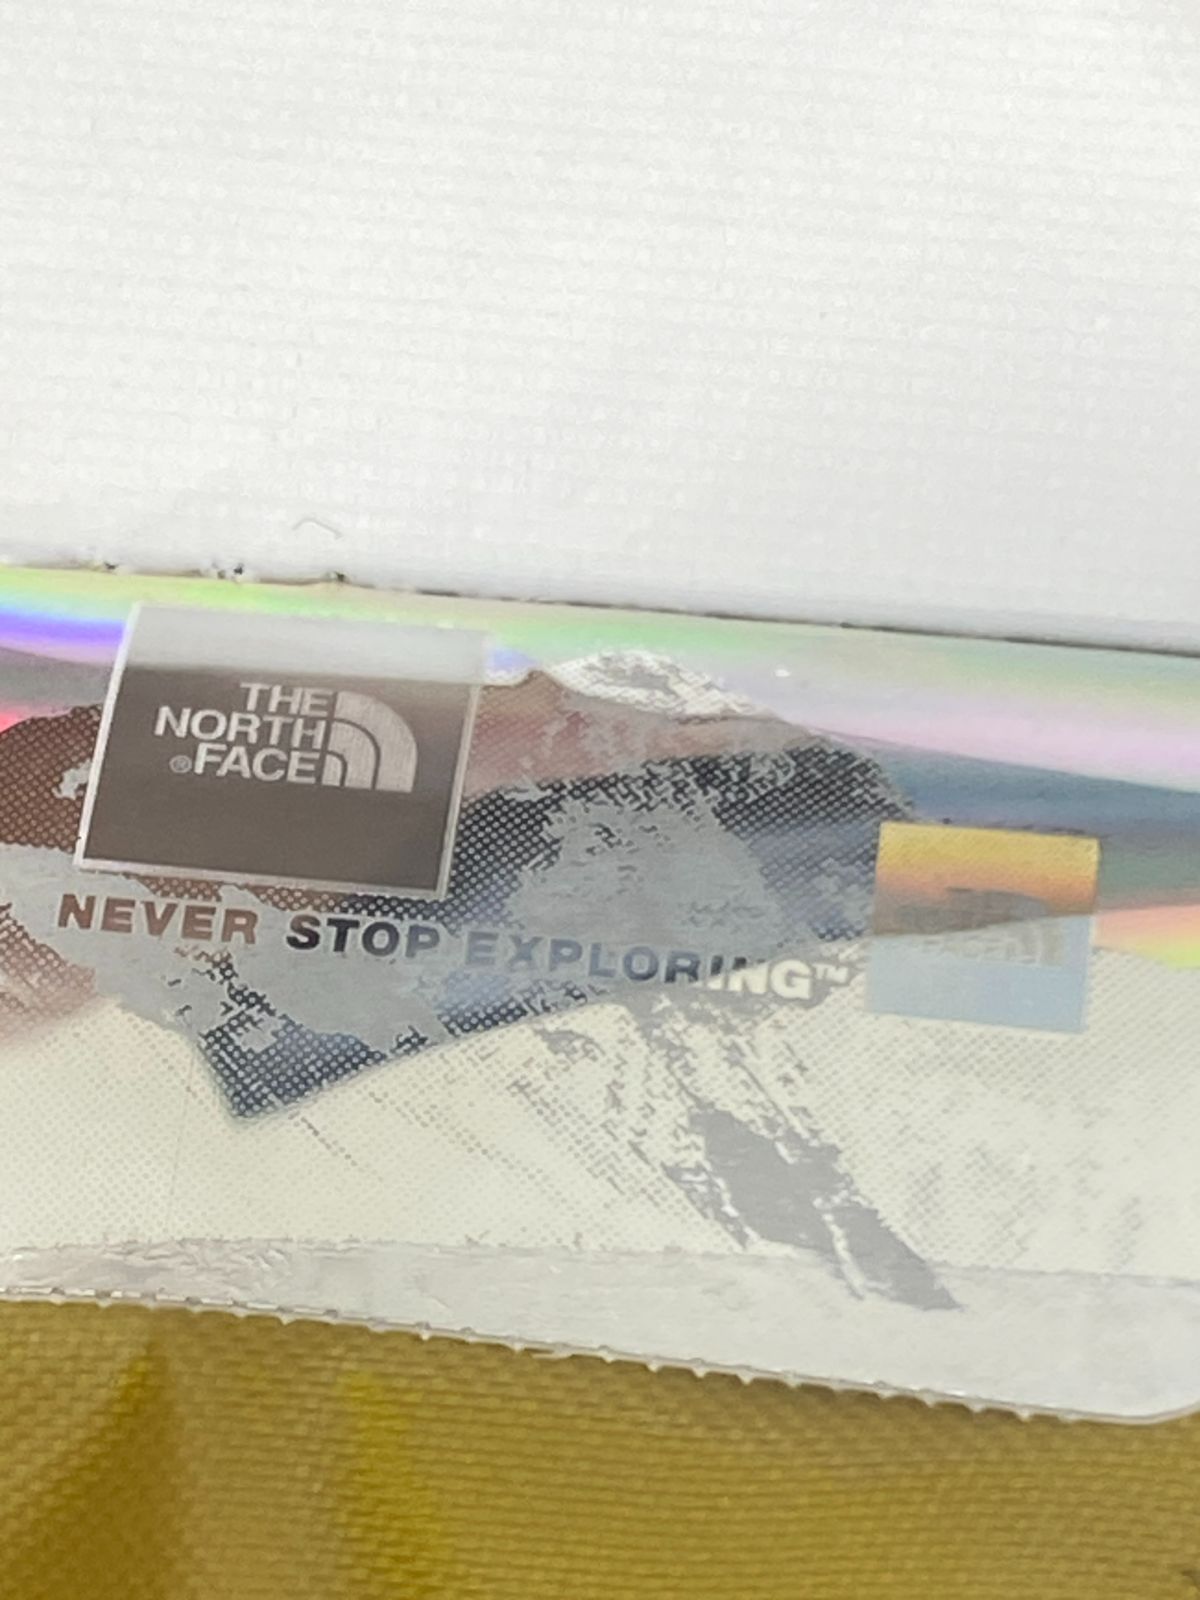 THE
NORTH
®FACE
NEVER STOP EXPLORING™